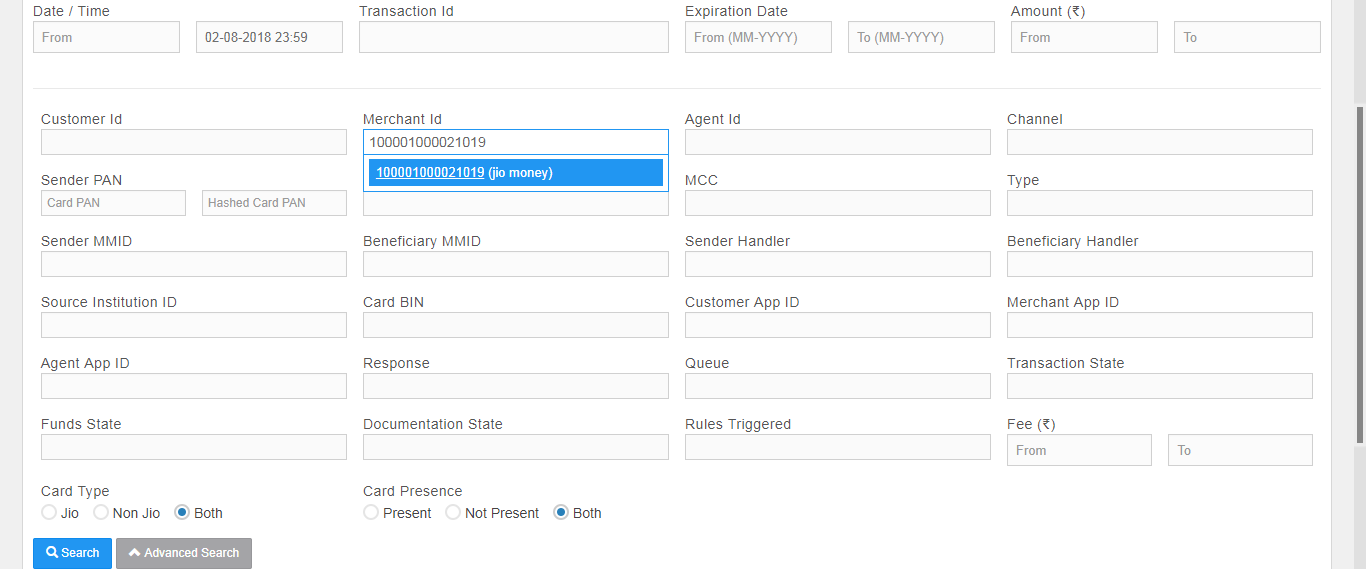 Date / Time Transaction Id Expiration Date Amount (₹)
From 02-08-2018 23:59 From (MM-YYYY) To (MM-YYYY) From To
Customer Id Merchant Id Agent Id Channel
100001000021019
100001000021019 (jio money)
Sender PAN MCC Type
Card PAN Hashed Card PAN
Sender MMID Beneficiary MMID Sender Handler Beneficiary Handler
Source Institution ID Card BIN Customer App ID Merchant App ID
Agent App ID Response Queue Transaction State
Funds State Documentation State Rules Triggered Fee (₹)
From To
Card Type Card Presence
Jio Non Jio Both Present Not Present Both
Search Advanced Search